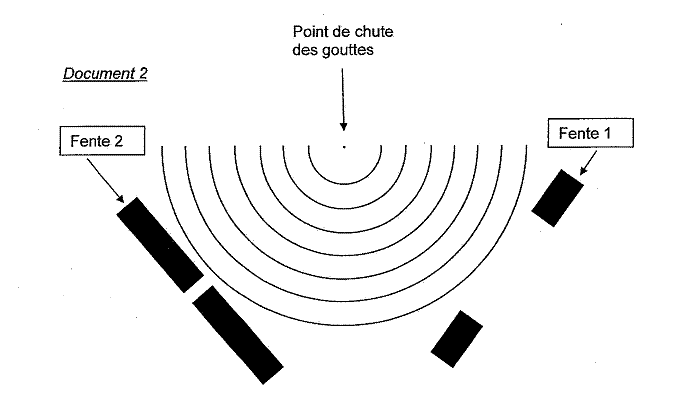 Point de chute
des gouttes
Document 2
Fente 2
Fente 1